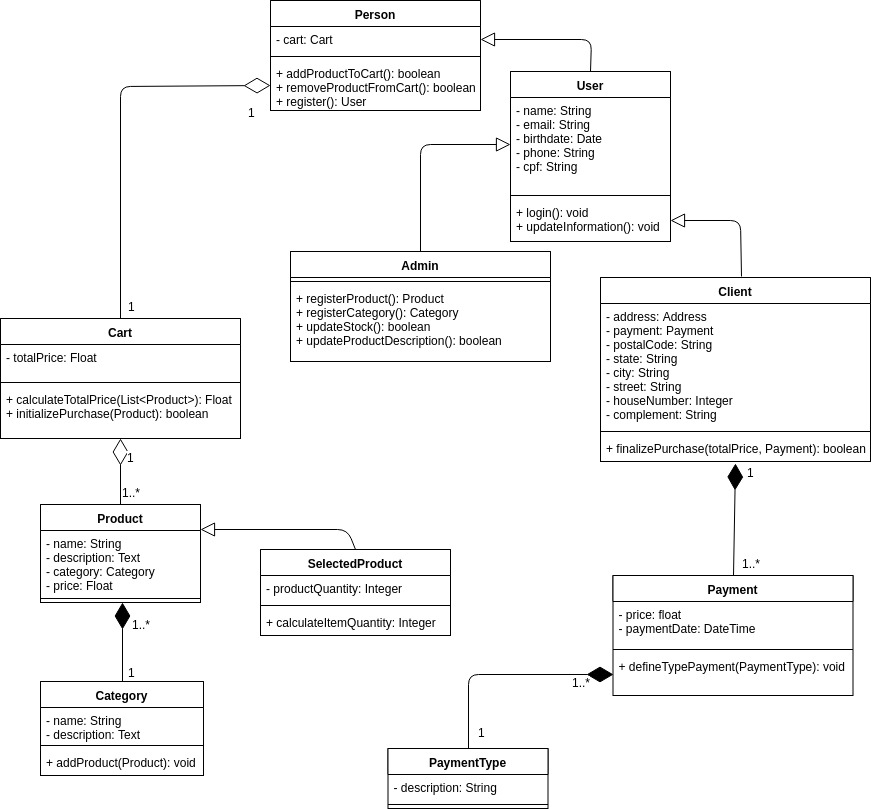 Person
- cart: Cart
+ addProductToCart(): boolean
+ removeProductFromCart(): boolean
+ register(): User
1
1
User
- name: String
- email: String
- birthdate: Date
- phone: String
- cpf: String
+ login(): void
+ updateInformation(): void
Admin
+ registerProduct(): Product
+ registerCategory(): Category
+ updateStock(): boolean
+ updateProductDescription(): boolean
Client
- address: Address
- payment: Payment
- postalCode: String
- state: String
- city: String
- street: String
- houseNumber: Integer
- complement: String
+ finalizePurchase(totalPrice, Payment): boolean
1
1..*
Cart
- totalPrice: Float
+ calculateTotalPrice(List<Product>): Float
+ initializePurchase(Product): boolean
1
1..*
Product
- name: String
- description: Text
- category: Category
- price: Float
1..*
1
SelectedProduct
- productQuantity: Integer
+ calculateItemQuantity: Integer
Category
- name: String
- description: Text
+ addProduct(Product): void
Payment
- price: float
- paymentDate: DateTime
+ defineTypePayment(PaymentType): void
1..*
1
PaymentType
- description: String